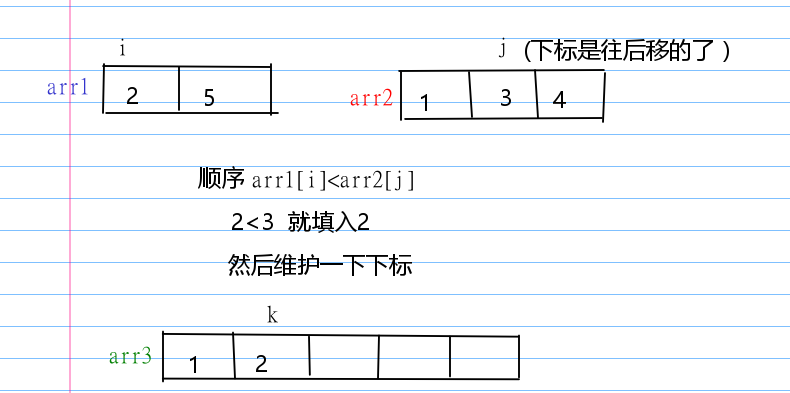 i
j (下标是往后移的了)
arr1 2 5 arr2 1 3 4
顺序 arr1[i]<arr2[j]
2<3 就填入2
然后维护一下下标
k
arr3 1 2